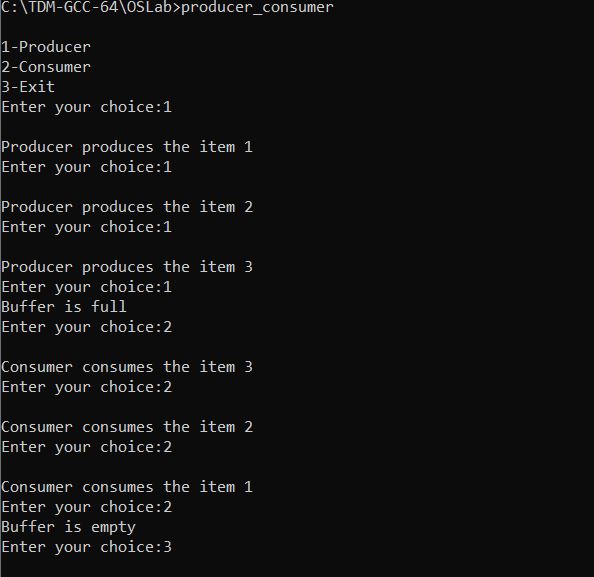 C:\TDM-GCC-64\OSLab>producer_consumer
1-Producer
2-Consumer
3-Exit
Enter your choice:1
Producer produces the item 1
Enter your choice:1
Producer produces the item 2
Enter your choice:1
Producer produces the item 3
Enter your choice:1
Buffer is full
Enter your choice:2
Consumer consumes the item 3
Enter your choice:2
Consumer consumes the item 2
Enter your choice:2
Consumer consumes the item 1
Enter your choice:2
Buffer is empty
Enter your choice:3